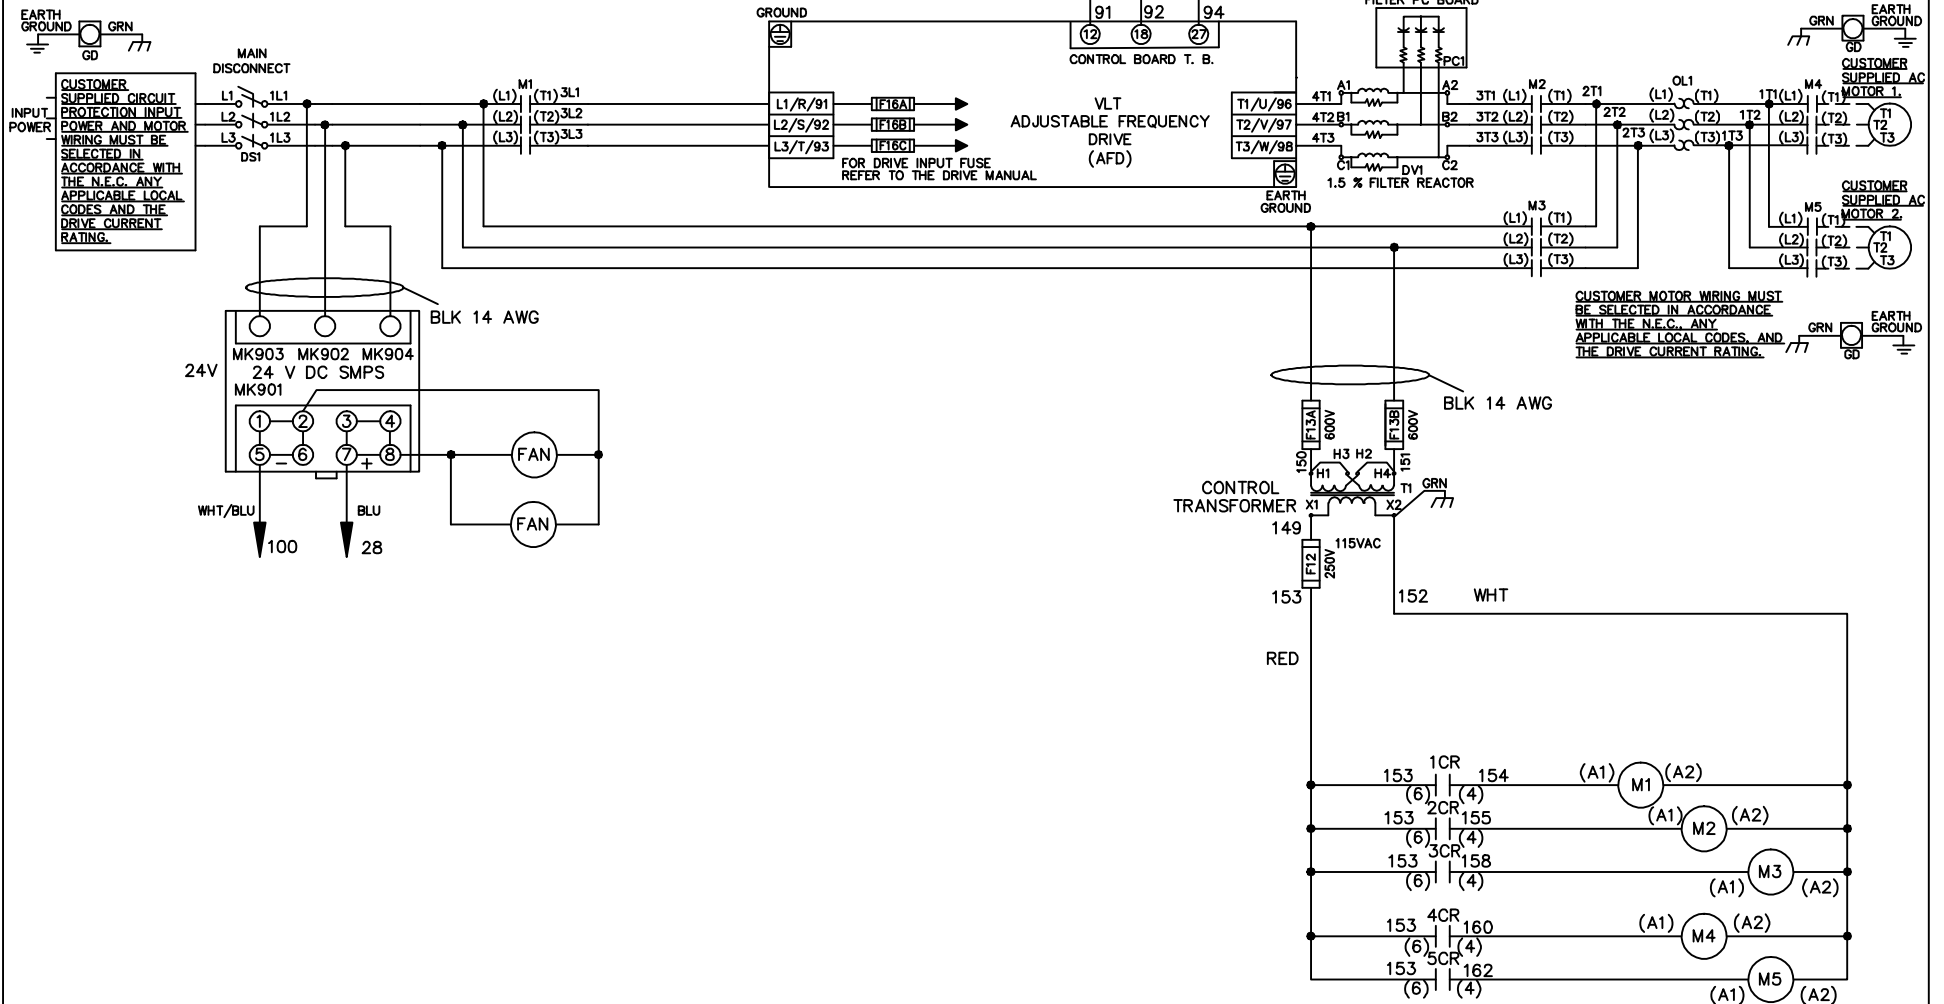 EARTH
GROUND
GRN
GD
GROUND
91 92 94
12 18 27
CONTROL BOARD T. B.
PC1
GRN
EARTH
GROUND
GD
MAIN
DISCONNECT
INPUT
POWER
CUSTOMER
SUPPLIED CIRCUIT
PROTECTION INPUT
POWER AND MOTOR
WIRING MUST BE
SELECTED IN
ACCORDANCE WITH
THE N.E.C. ANY
APPLICABLE LOCAL
CODES AND THE
DRIVE CURRENT
RATING.
L1 1L1
L2 1L2
L3 1L3
DS1
M1
(L1) (T1) 3L1
(L2) (T2) 3L2
(L3) (T3) 3L3
L1/R/91 F16A
L2/S/92 F16B
L3/T/93 F16C
FOR DRIVE INPUT FUSE
REFER TO THE DRIVE MANUAL
VLT
ADJUSTABLE FREQUENCY
DRIVE
(AFD)
T1/U/96
T2/V/97
T3/W/98
EARTH
GROUND
4T1 A1 A2
4T2 B1 B2
4T3 C1 C2
DV1
1.5 % FILTER REACTOR
M2
3T1 (L1) (T1) 2T1
3T2 (L2) (T2) 2T2
3T3 (L3) (T3) 2T3
OL1
(L1) (T1) 1T1
(L2) (T2) 1T2
(L3) (T3) 1T3
M4
(L1) (T1)
(L2) (T2)
(L3) (T3)
CUSTOMER
SUPPLIED AC
MOTOR 1.
T1
T2
T3
M3
(L1) (T1)
(L2) (T2)
(L3) (T3)
M5
(L1) (T1)
(L2) (T2)
(L3) (T3)
CUSTOMER
SUPPLIED AC
MOTOR 2.
T1
T2
T3
CUSTOMER MOTOR WIRING MUST
BE SELECTED IN ACCORDANCE
WITH THE N.E.C., ANY
APPLICABLE LOCAL CODES, AND
THE DRIVE CURRENT RATING.
GRN
EARTH
GROUND
GD
BLK 14 AWG
MK903 MK902 MK904
24V
24 V DC SMPS
MK901
1 2 3 4
5 – 6 7 + 8
FAN
FAN
WHT/BLU
BLU
100
28
BLK 14 AWG
F13A
600V
F13B
600V
150
151
H3 H2
H1 H4
T1
GRN
CONTROL
TRANSFORMER
X1 X2
149
115VAC
F12
250V
153
152
WHT
RED
1CR
153 154 (A1) M1 (A2)
(6) (4)
2CR
153 155 (A1) M2 (A2)
(6) (4)
3CR
153 158 M3
(6) (4) (A1) (A2)
4CR
153 160 (A1) M4 (A2)
(6) (4)
5CR
153 162 M5
(6) (4) (A1) (A2)